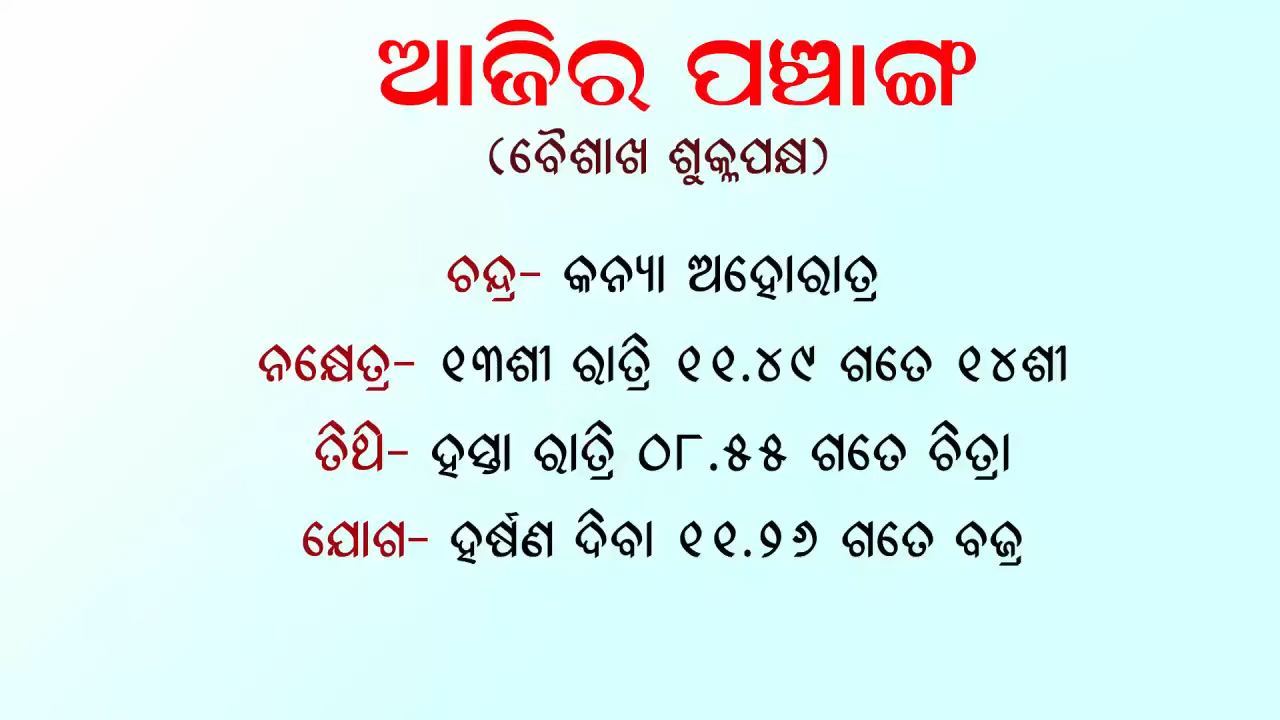 ଆଜିର ପଞ୍ଚାଙ୍ଗ
(ବୈଶାଖ ଶୁକ୍ଳପକ୍ଷ)
ଚନ୍ଦ୍ର- କନ୍ୟା ଅହୋରାତ୍ର
ନକ୍ଷେତ୍ର- ୧୩ଶୀ ରାତ୍ରି ୧୧.୪୯ ଗତେ ୧୪ଶୀ
ତିଥି- ହସ୍ତା ରାତ୍ରି ୦୮.୫୫ ଗତେ ଚିତ୍ରା
ଯୋଗ- ହର୍ଷଣ ଦିବା ୧୧.୨୬ ଗତେ ବଜ୍ର